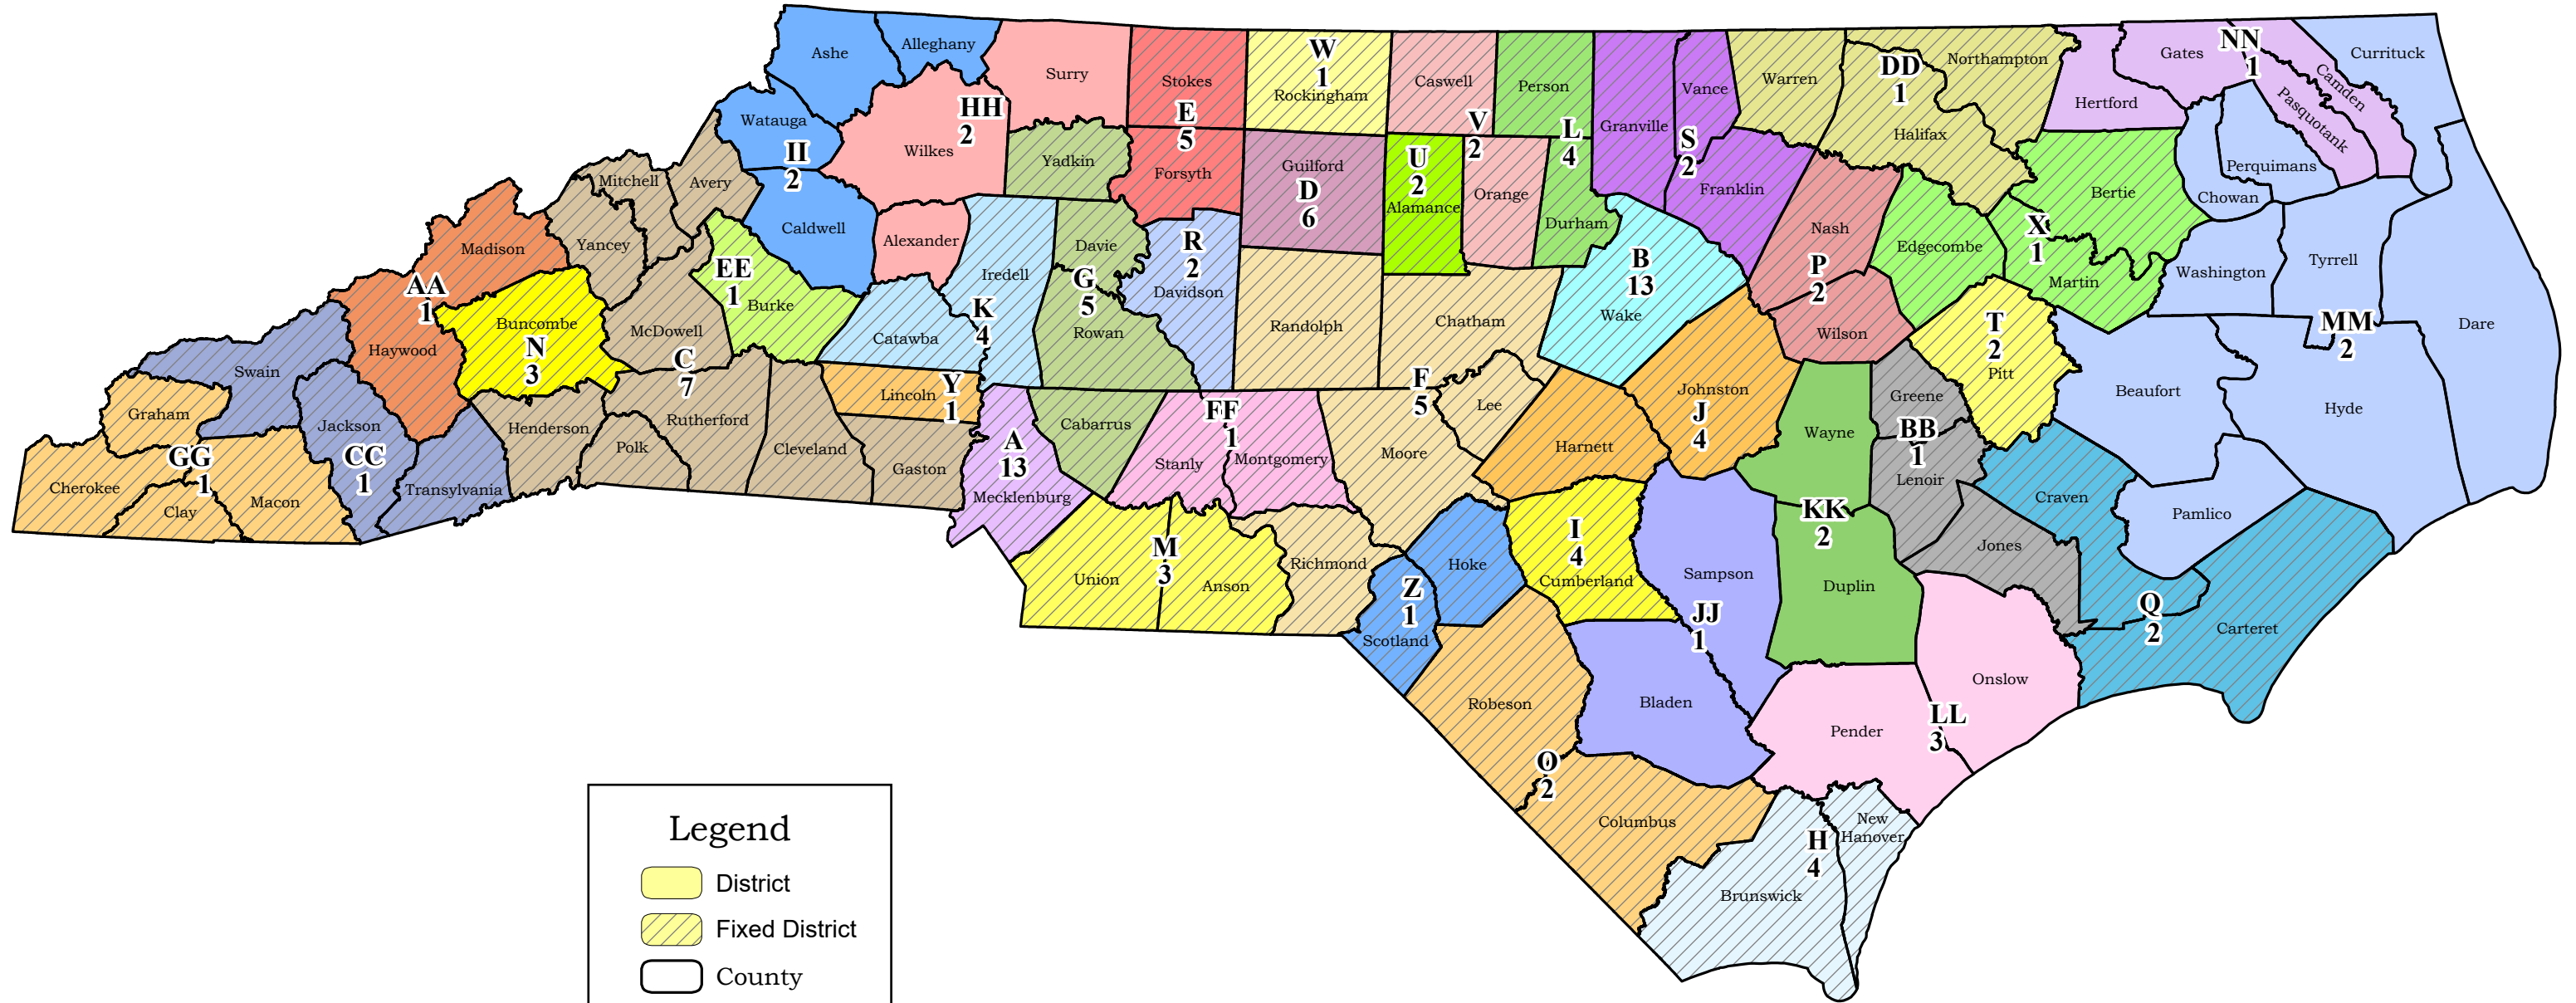 Ashe
Alleghany
Surry
Stokes
W
1
Rockingham
Caswell
Person
Granville
Vance
Warren
DD
1
Northampton
Halifax
Hertford
Gates
NN
1
Camden
Pasquotank
Currituck
Watauga
HH
2
Wilkes
Yadkin
E
5
Forsyth
Guilford
D
6
U
2
Alamance
V
2
Orange
L
4
Durham
S
2
Franklin
Nash
P
2
Edgecombe
X
1
Bertie
Martin
Chowan
Perquimans
Washington
Tyrrell
Dare
II
2
Caldwell
Alexander
Iredell
Davie
R
2
Davidson
G
5
Rowan
Randolph
Chatham
B
13
Wake
Wilson
T
2
Pitt
Beaufort
MM
2
Hyde
Mitchell
Avery
Yancey
Madison
AA
1
Haywood
Buncombe
N
3
McDowell
C
7
EE
1
Burke
Catawba
K
4
Lincoln
Y
1
Swain
Graham
Jackson
CC
1
GG
1
Cherokee
Clay
Macon
Transylvania
Henderson
Polk
Rutherford
Cleveland
Gaston
A
13
Mecklenburg
Cabarrus
FF
1
Stanly
Montgomery
F
5
Moore
Lee
Harnett
Johnston
J
4
Wayne
Greene
BB
1
Lenoir
Craven
Pamlico
Jones
KK
2
Duplin
Union
M
3
Anson
Richmond
Z
1
Scotland
Hoke
I
4
Cumberland
Sampson
JJ
1
Bladen
Robeson
O
2
Columbus
Pender
LL
3
Onslow
Q
2
Carteret
H
4
Brunswick
New
Hanover
Legend
District
Fixed District
County